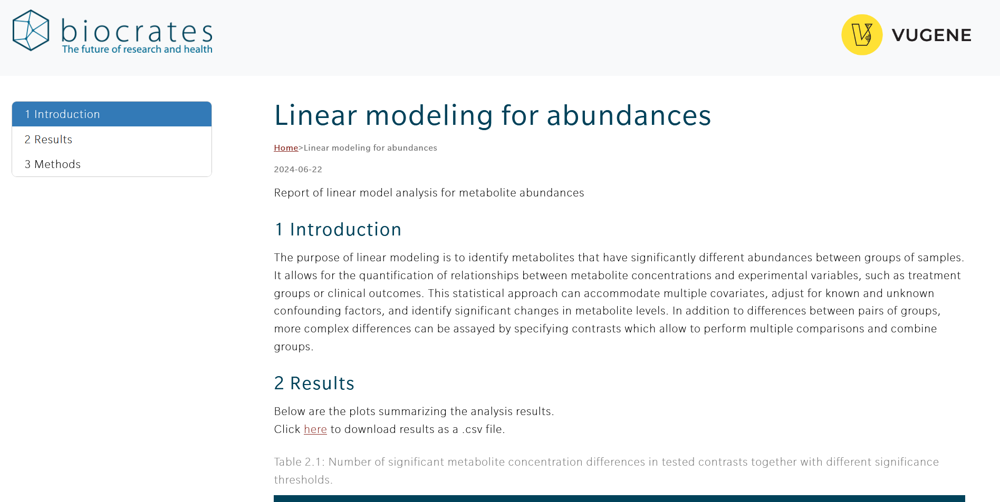 biocrates
The future of research and health
VUGENE
1 Introduction
2 Results
3 Methods
Linear modeling for abundances
Home>Linear modeling for abundances
2024-06-22
Report of linear model analysis for metabolite abundances
1 Introduction
The purpose of linear modeling is to identify metabolites that have significantly different abundances between groups of samples.
It allows for the quantification of relationships between metabolite concentrations and experimental variables, such as treatment
groups or clinical outcomes. This statistical approach can accommodate multiple covariates, adjust for known and unknown
confounding factors, and identify significant changes in metabolite levels. In addition to differences between pairs of groups,
more complex differences can be assayed by specifying contrasts which allow to perform multiple comparisons and combine
groups.
2 Results
Below are the plots summarizing the analysis results.
Click here to download results as a .csv file.
Table 2.1: Number of significant metabolite concentration differences in tested contrasts together with different significance
thresholds.